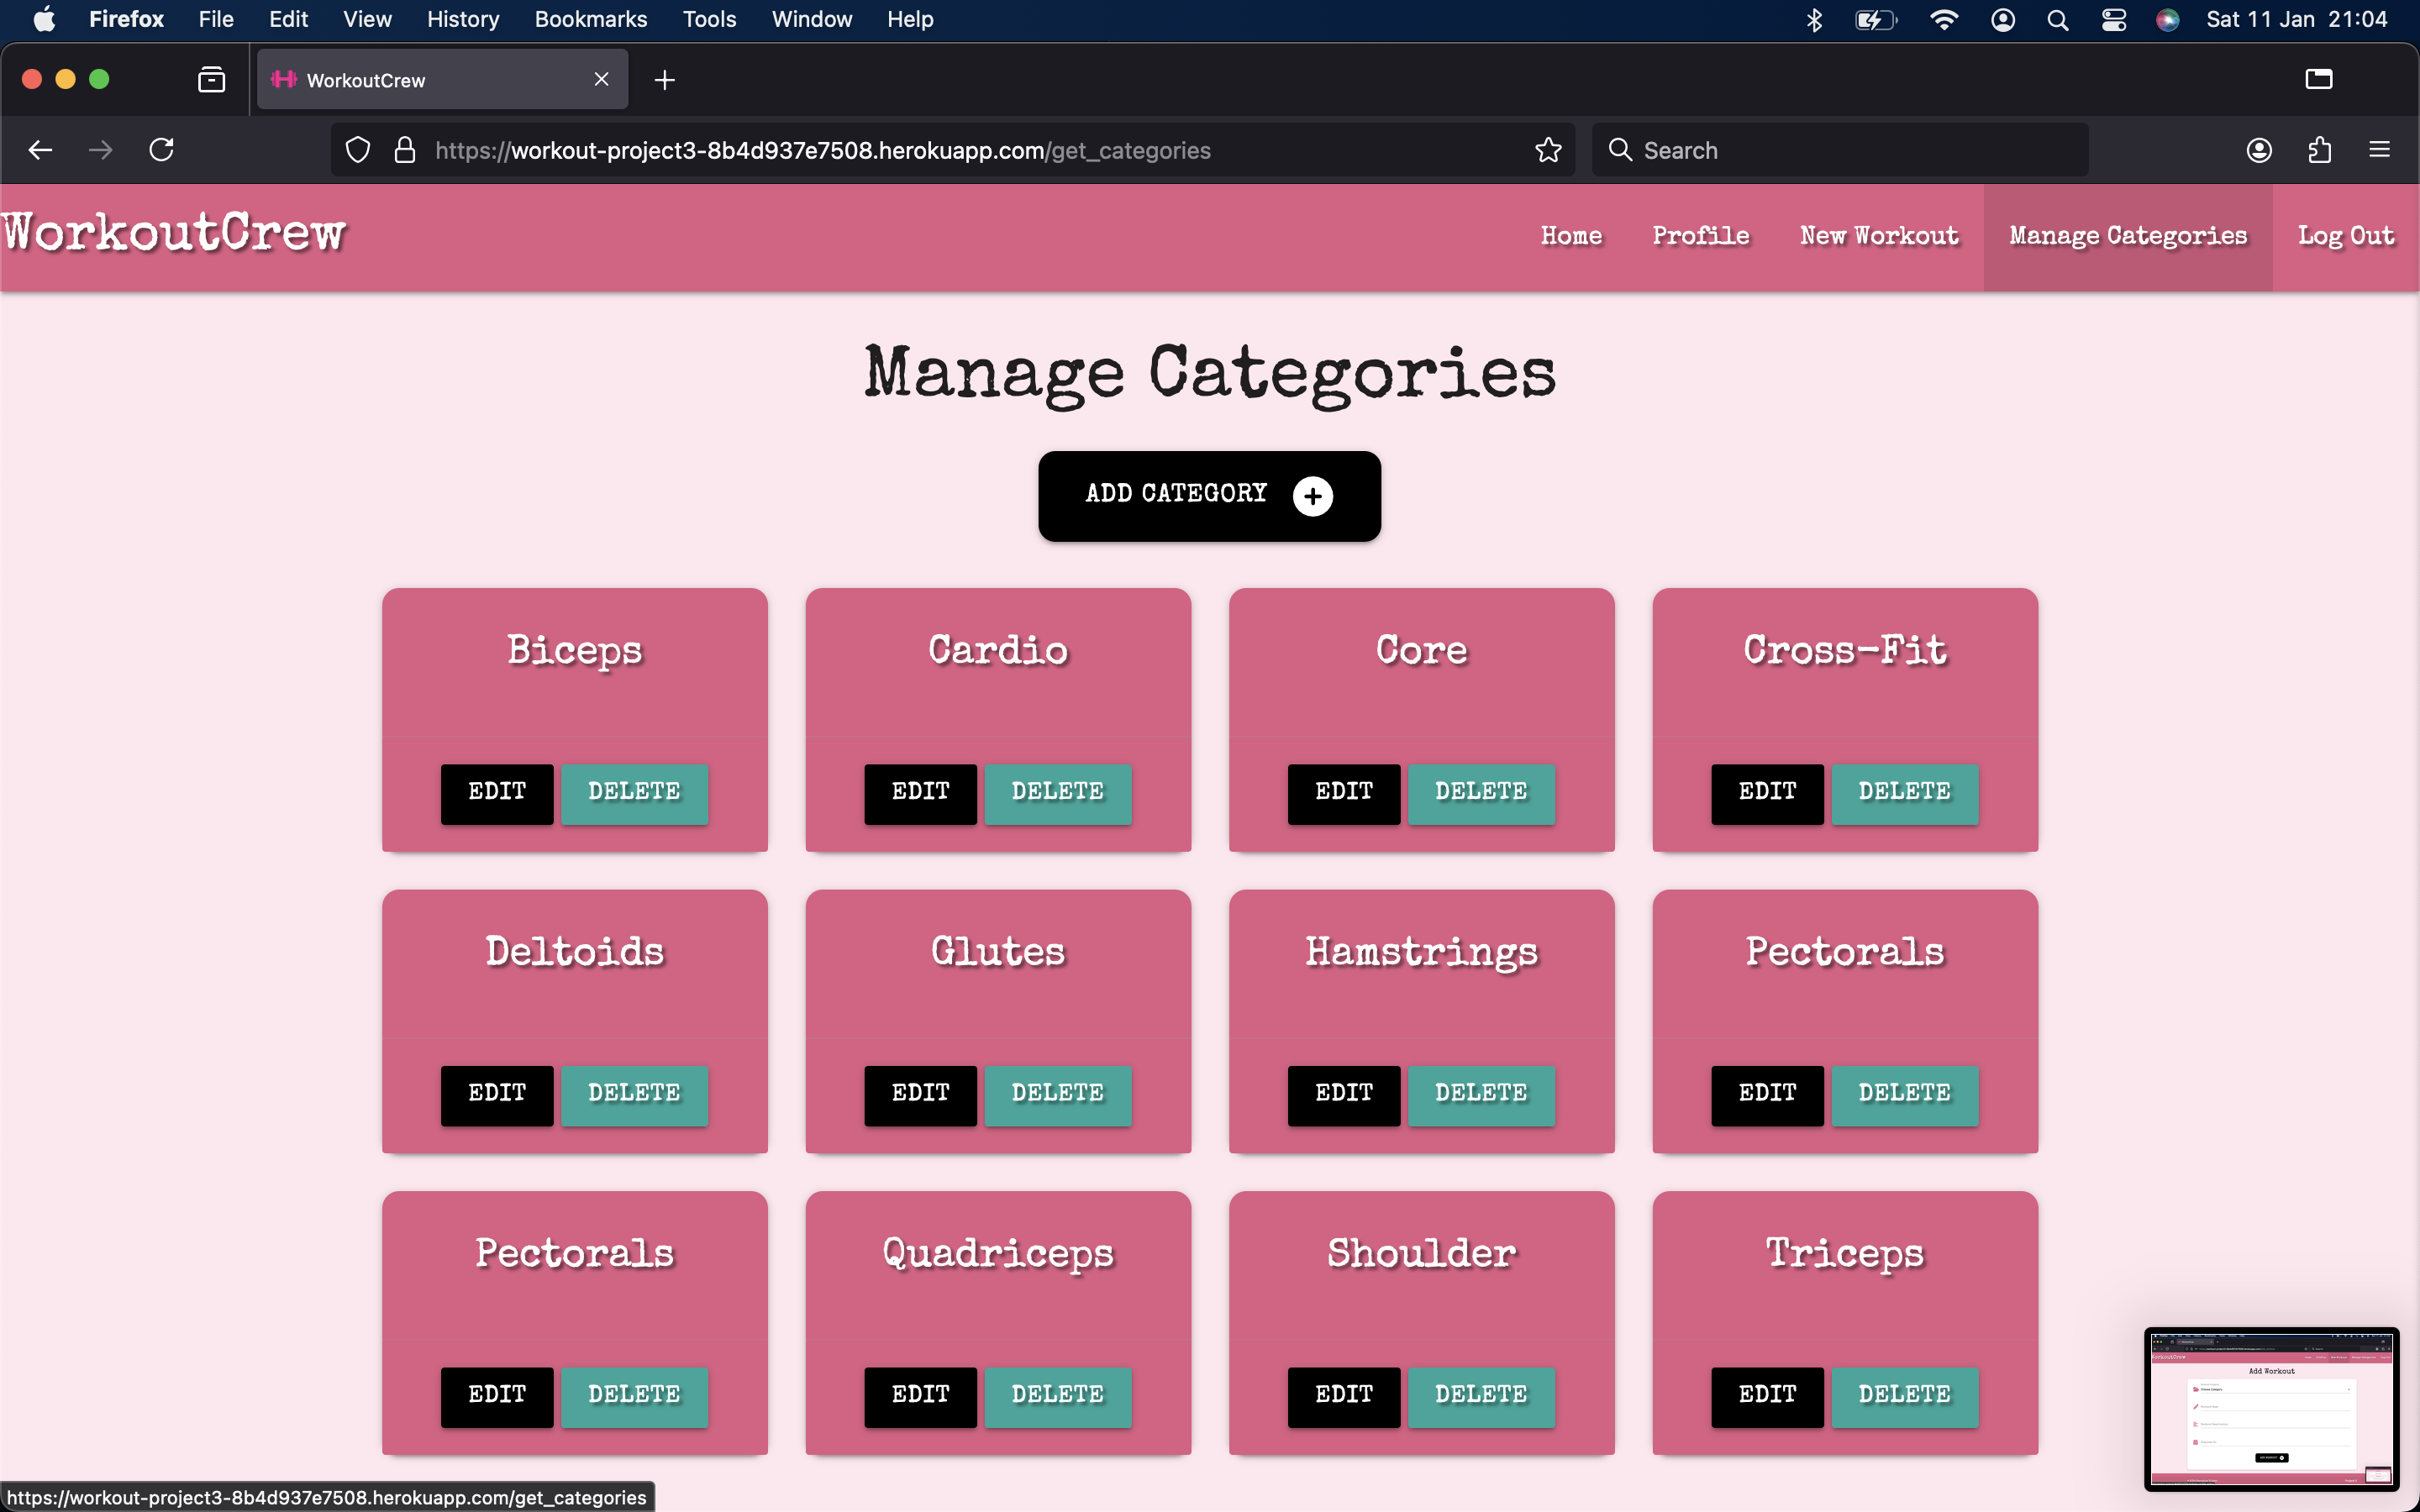 Firefox File Edit View History Bookmarks Tools Window Help Sat 11 Jan 21:04
WorkoutCrew
https://workout-project3-8b4d937e7508.herokuapp.com/get_categories Search
WorkoutCrew Home Profile New Workout Manage Categories Log Out
Manage Categories
ADD CATEGORY
Biceps Cardio Core Cross-Fit
EDIT DELETE EDIT DELETE EDIT DELETE EDIT DELETE
Deltoids Glutes Hamstrings Pectorals
EDIT DELETE EDIT DELETE EDIT DELETE EDIT DELETE
Pectorals Quadriceps Shoulder Triceps
EDIT DELETE EDIT DELETE EDIT DELETE EDIT DELETE
Add Workout
https://workout-project3-8b4d937e7508.herokuapp.com/get_categories